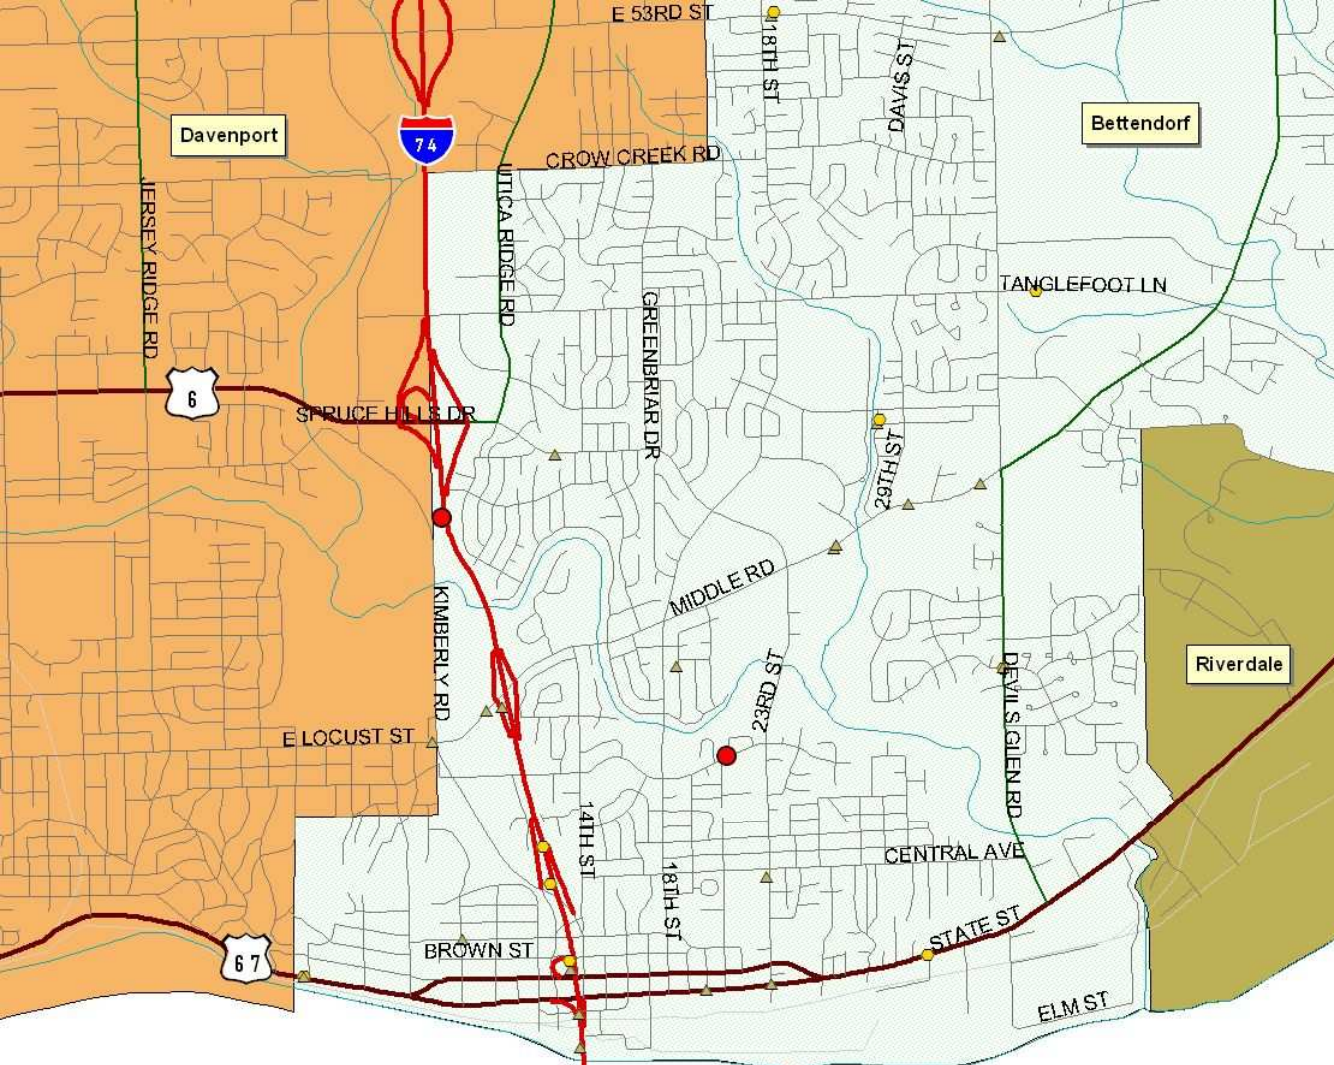 E 53RD ST
18TH ST
DAVIS ST
Davenport
74
Bettendorf
CROW CREEK RD
JERSEY RIDGE RD
UTICA RIDGE RD
TANGLEFOOT LN
GREENBRIAR DR
6
SPRUCE HILLS DR
29TH ST
MIDDLE RD
KIMBERLY RD
23RD ST
DEVILS GLEN RD
Riverdale
E LOCUST ST
14TH ST
CENTRAL AVE
18TH ST
BROWN ST
STATE ST
67
ELM ST